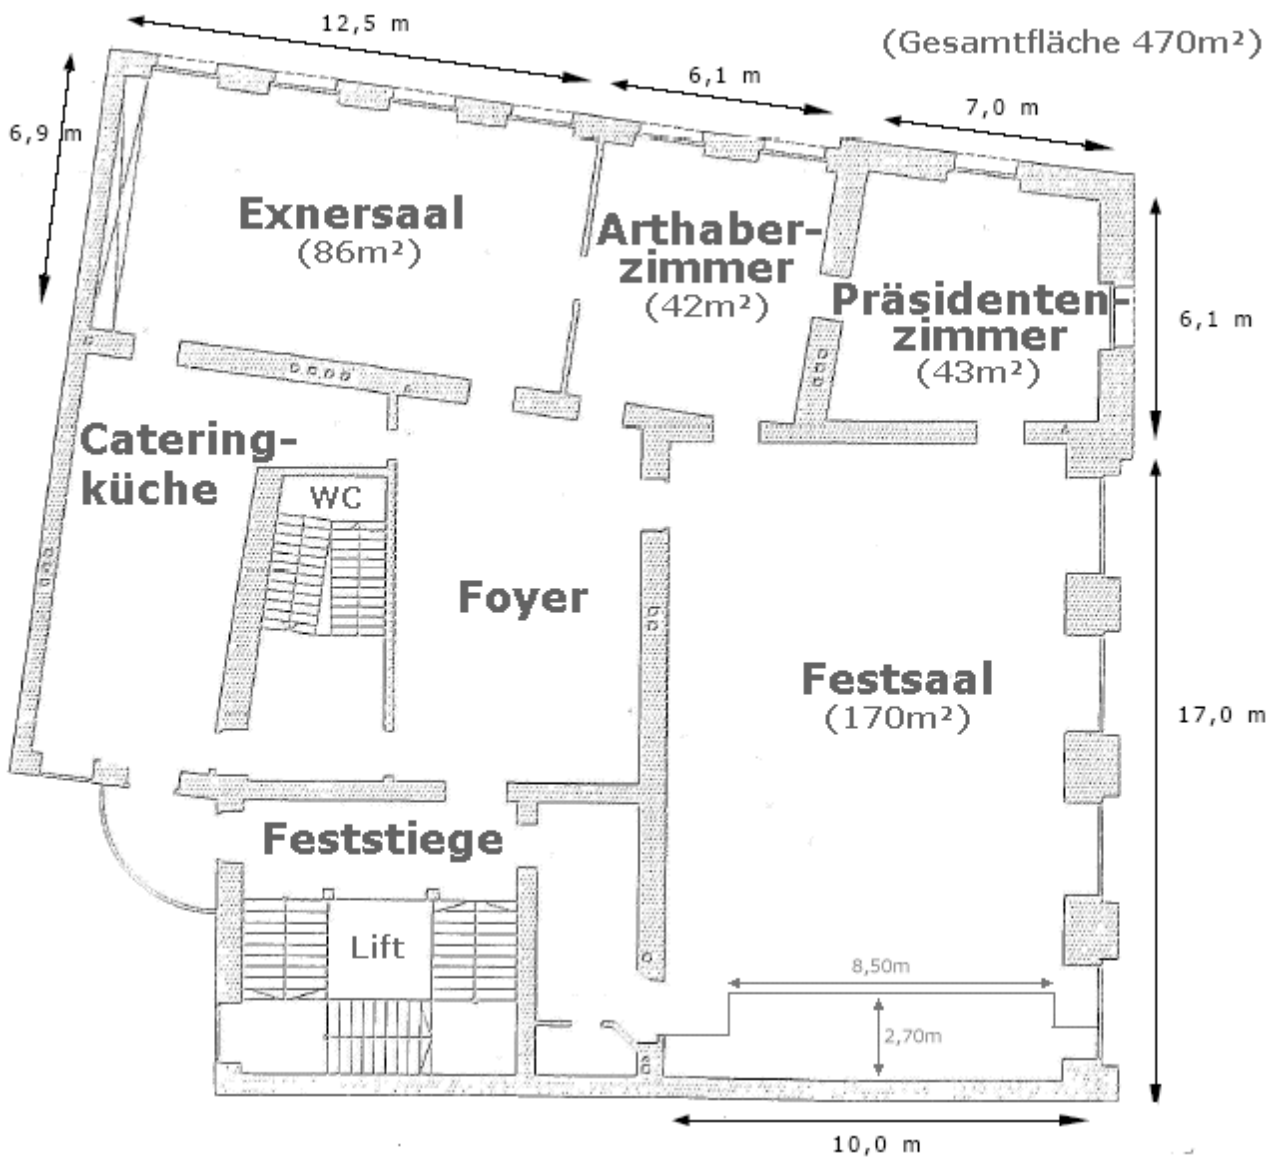 12,5 m
(Gesamtfläche 470m²)
6,1 m
7,0 m
6,9 m
Exnersaal
(86m²)
Arthaber-
zimmer
(42m²)
Präsidenten-
zimmer
(43m²)
6,1 m
Catering-
küche
WC
Foyer
Festsaal
(170m²)
17,0 m
Feststiege
Lift
8,50m
2,70m
10,0 m